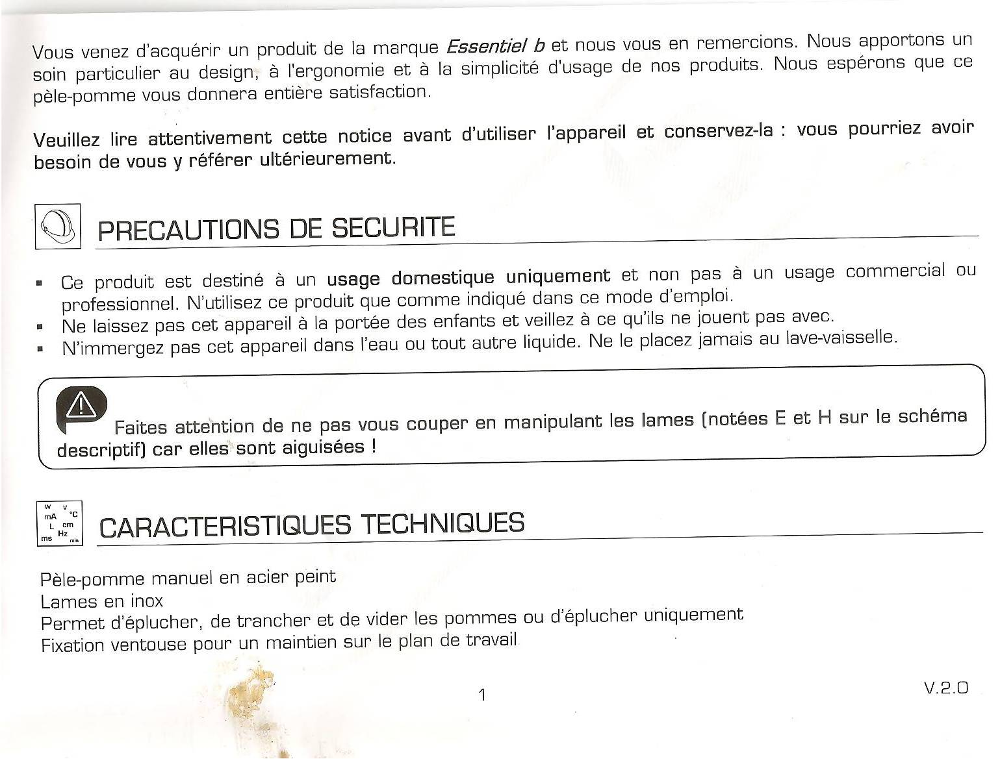 Vous venez d'acquérir un produit de la marque Essentiel b et nous vous en remercions. Nous apportons un
soin particulier au design, à l'ergonomie et à la simplicité d'usage de nos produits. Nous espérons que ce
pèle-pomme vous donnera entière satisfaction.
Veuillez lire attentivement cette notice avant d'utiliser l'appareil et conservez-la : vous pourriez avoir
besoin de vous y référer ultérieurement.
PRECAUTIONS DE SECURITE
▪ Ce produit est destiné à un usage domestique uniquement et non pas à un usage commercial ou
professionnel. N'utilisez ce produit que comme indiqué dans ce mode d'emploi.
▪ Ne laissez pas cet appareil à la portée des enfants et veillez à ce qu'ils ne jouent pas avec.
▪ N'immergez pas cet appareil dans l'eau ou tout autre liquide. Ne le placez jamais au lave-vaisselle.
Faites attention de ne pas vous couper en manipulant les lames (notées E et H sur le schéma
descriptif) car elles sont aiguisées !
W V
mA °C
L cm
Hz
ms min
CARACTERISTIQUES TECHNIQUES
Pèle-pomme manuel en acier peint
Lames en inox
Permet d'éplucher, de trancher et de vider les pommes ou d'éplucher uniquement
Fixation ventouse pour un maintien sur le plan de travail
1
V.2.0